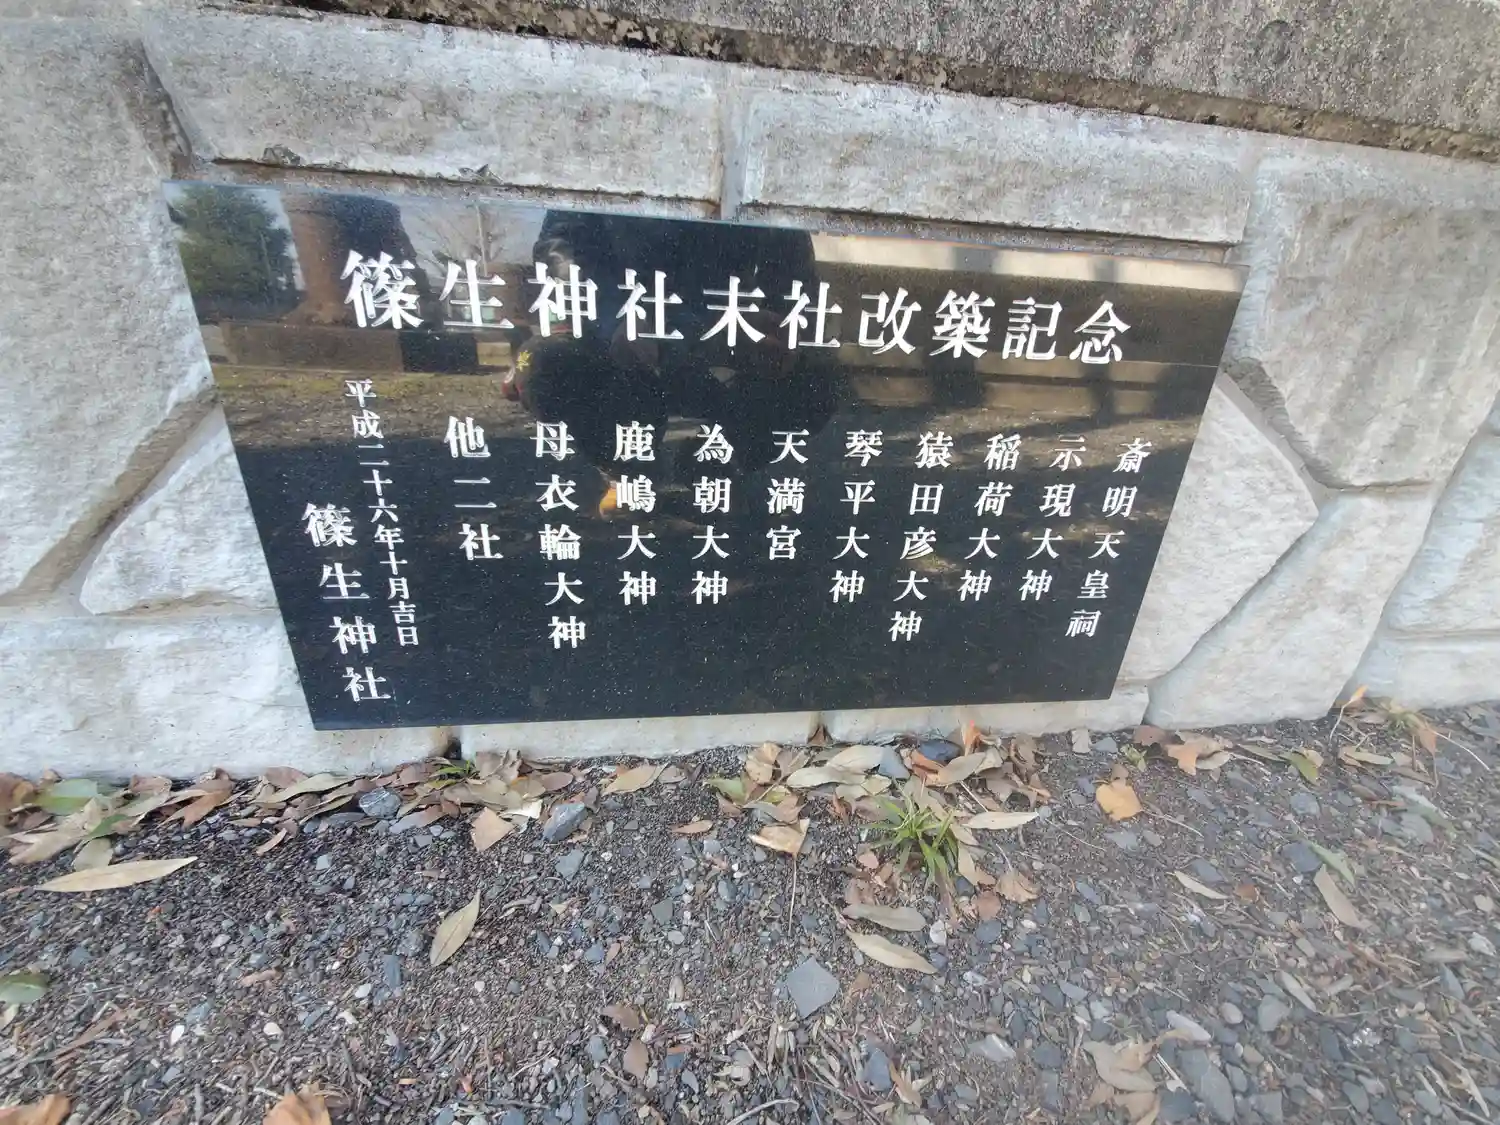 篠生神社末社改築記念
斎明天皇祠
示現大神
稲荷大神
猿田彦大神
琴平大神
天満宮
為朝大神
鹿嶋大神
母衣輪大神
他二社
平成二十六年十月吉日
篠生神社